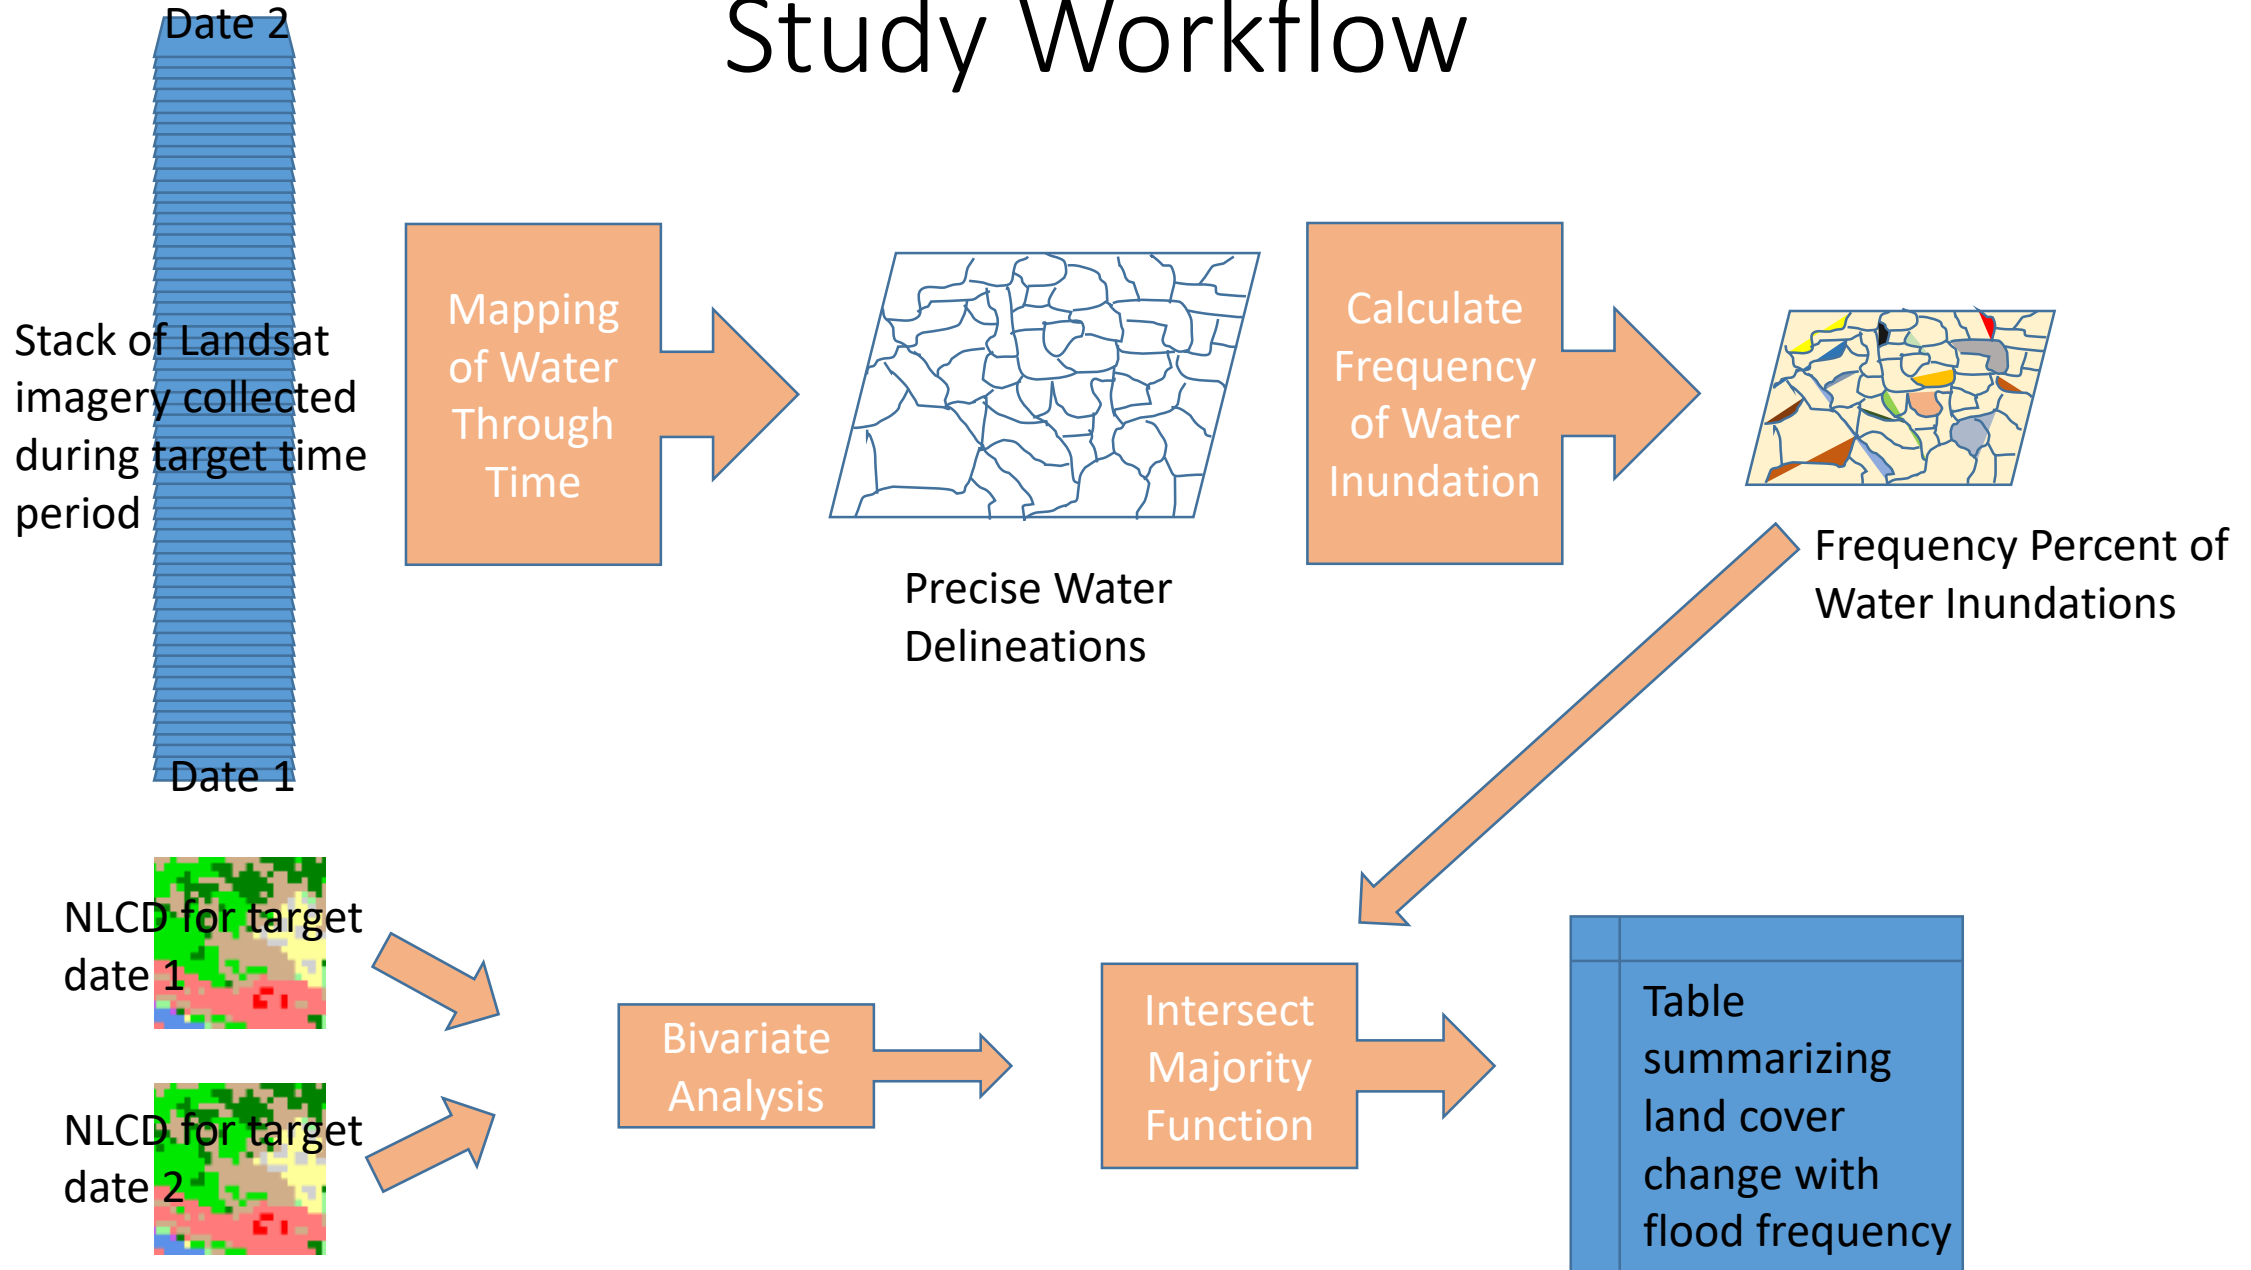 Study Workflow
Date 2
Stack of Landsat
imagery collected
during target time
period
Date 1
Mapping
of Water
Through
Time
Precise Water
Delineations
Calculate
Frequency
of Water
Inundation
Frequency Percent of
Water Inundations
NLCD for target
date 1
NLCD for target
date 2
Bivariate
Analysis
Intersect
Majority
Function
Table
summarizing
land cover
change with
flood frequency